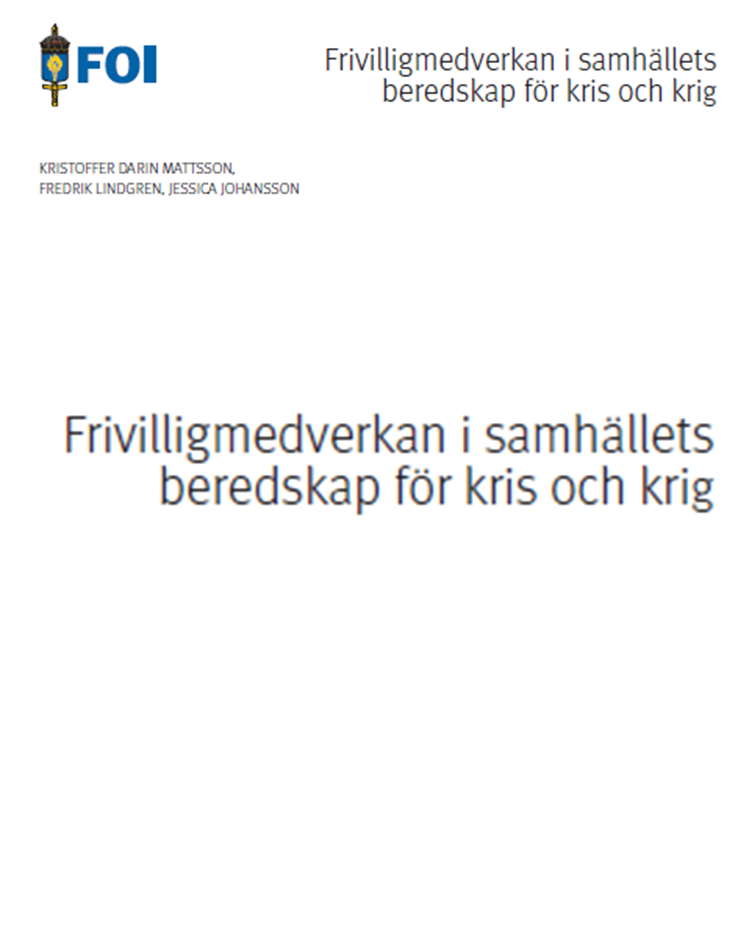 FOI
Frivilligmedverkan i samhällets
beredskap för kris och krig
KRISTOFFER DARIN MATTSSON,
FREDRIK LINDGREN, JESSICA JOHANSSON
Frivilligmedverkan i samhällets
beredskap för kris och krig